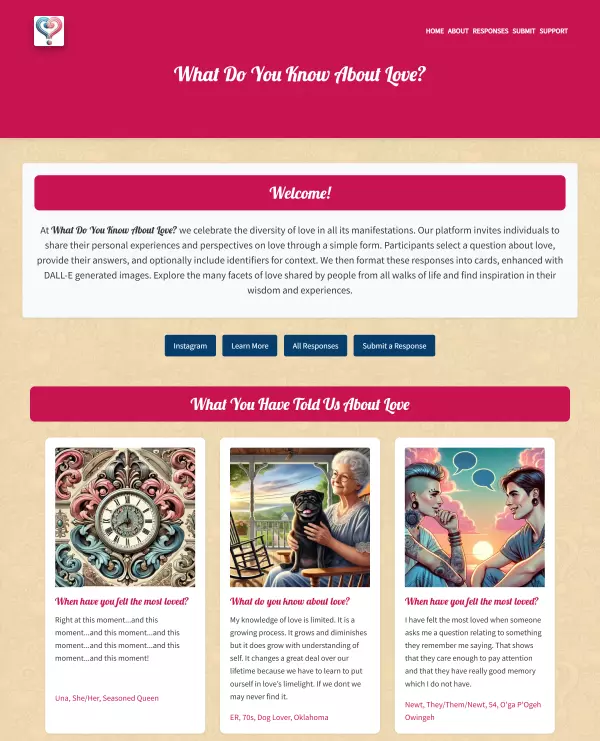 HOME ABOUT RESPONSES SUBMIT SUPPORT
What Do You Know About Love?
Welcome!
At What Do You Know About Love? we celebrate the diversity of love in all its manifestations. Our platform invites individuals to
share their personal experiences and perspectives on love through a simple form. Participants select a question about love,
provide their answers, and optionally include identifiers for context. We then format these responses into cards, enhanced with
DALL-E generated images. Explore the many facets of love shared by people from all walks of life and find inspiration in their
wisdom and experiences.
Instagram
Learn More
All Responses
Submit a Response
What You Have Told Us About Love
When have you felt the most loved?
Right at this moment...and this
moment...and this moment...and this
moment...and this moment...and this
moment...and this moment!
Una, She/Her, Seasoned Queen
What do you know about love?
My knowledge of love is limited. It is a
growing process. It grows and diminishes
but it does grow with understanding of
self. It changes a great deal over our
lifetime because we have to learn to put
ourself in love's limelight. If we dont we
may never find it.
ER, 70s, Dog Lover, Oklahoma
When have you felt the most loved?
I have felt the most loved when someone
asks me a question relating to something
they remember me saying. That shows
that they care enough to pay attention
and that they have really good memory
which I do not have.
Newt, They/Them/Newt, 54, O'ga P'Ogeh
Owingeh